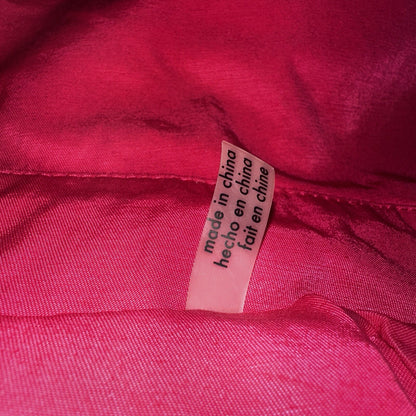 made in china
hecho en china
fait en chine